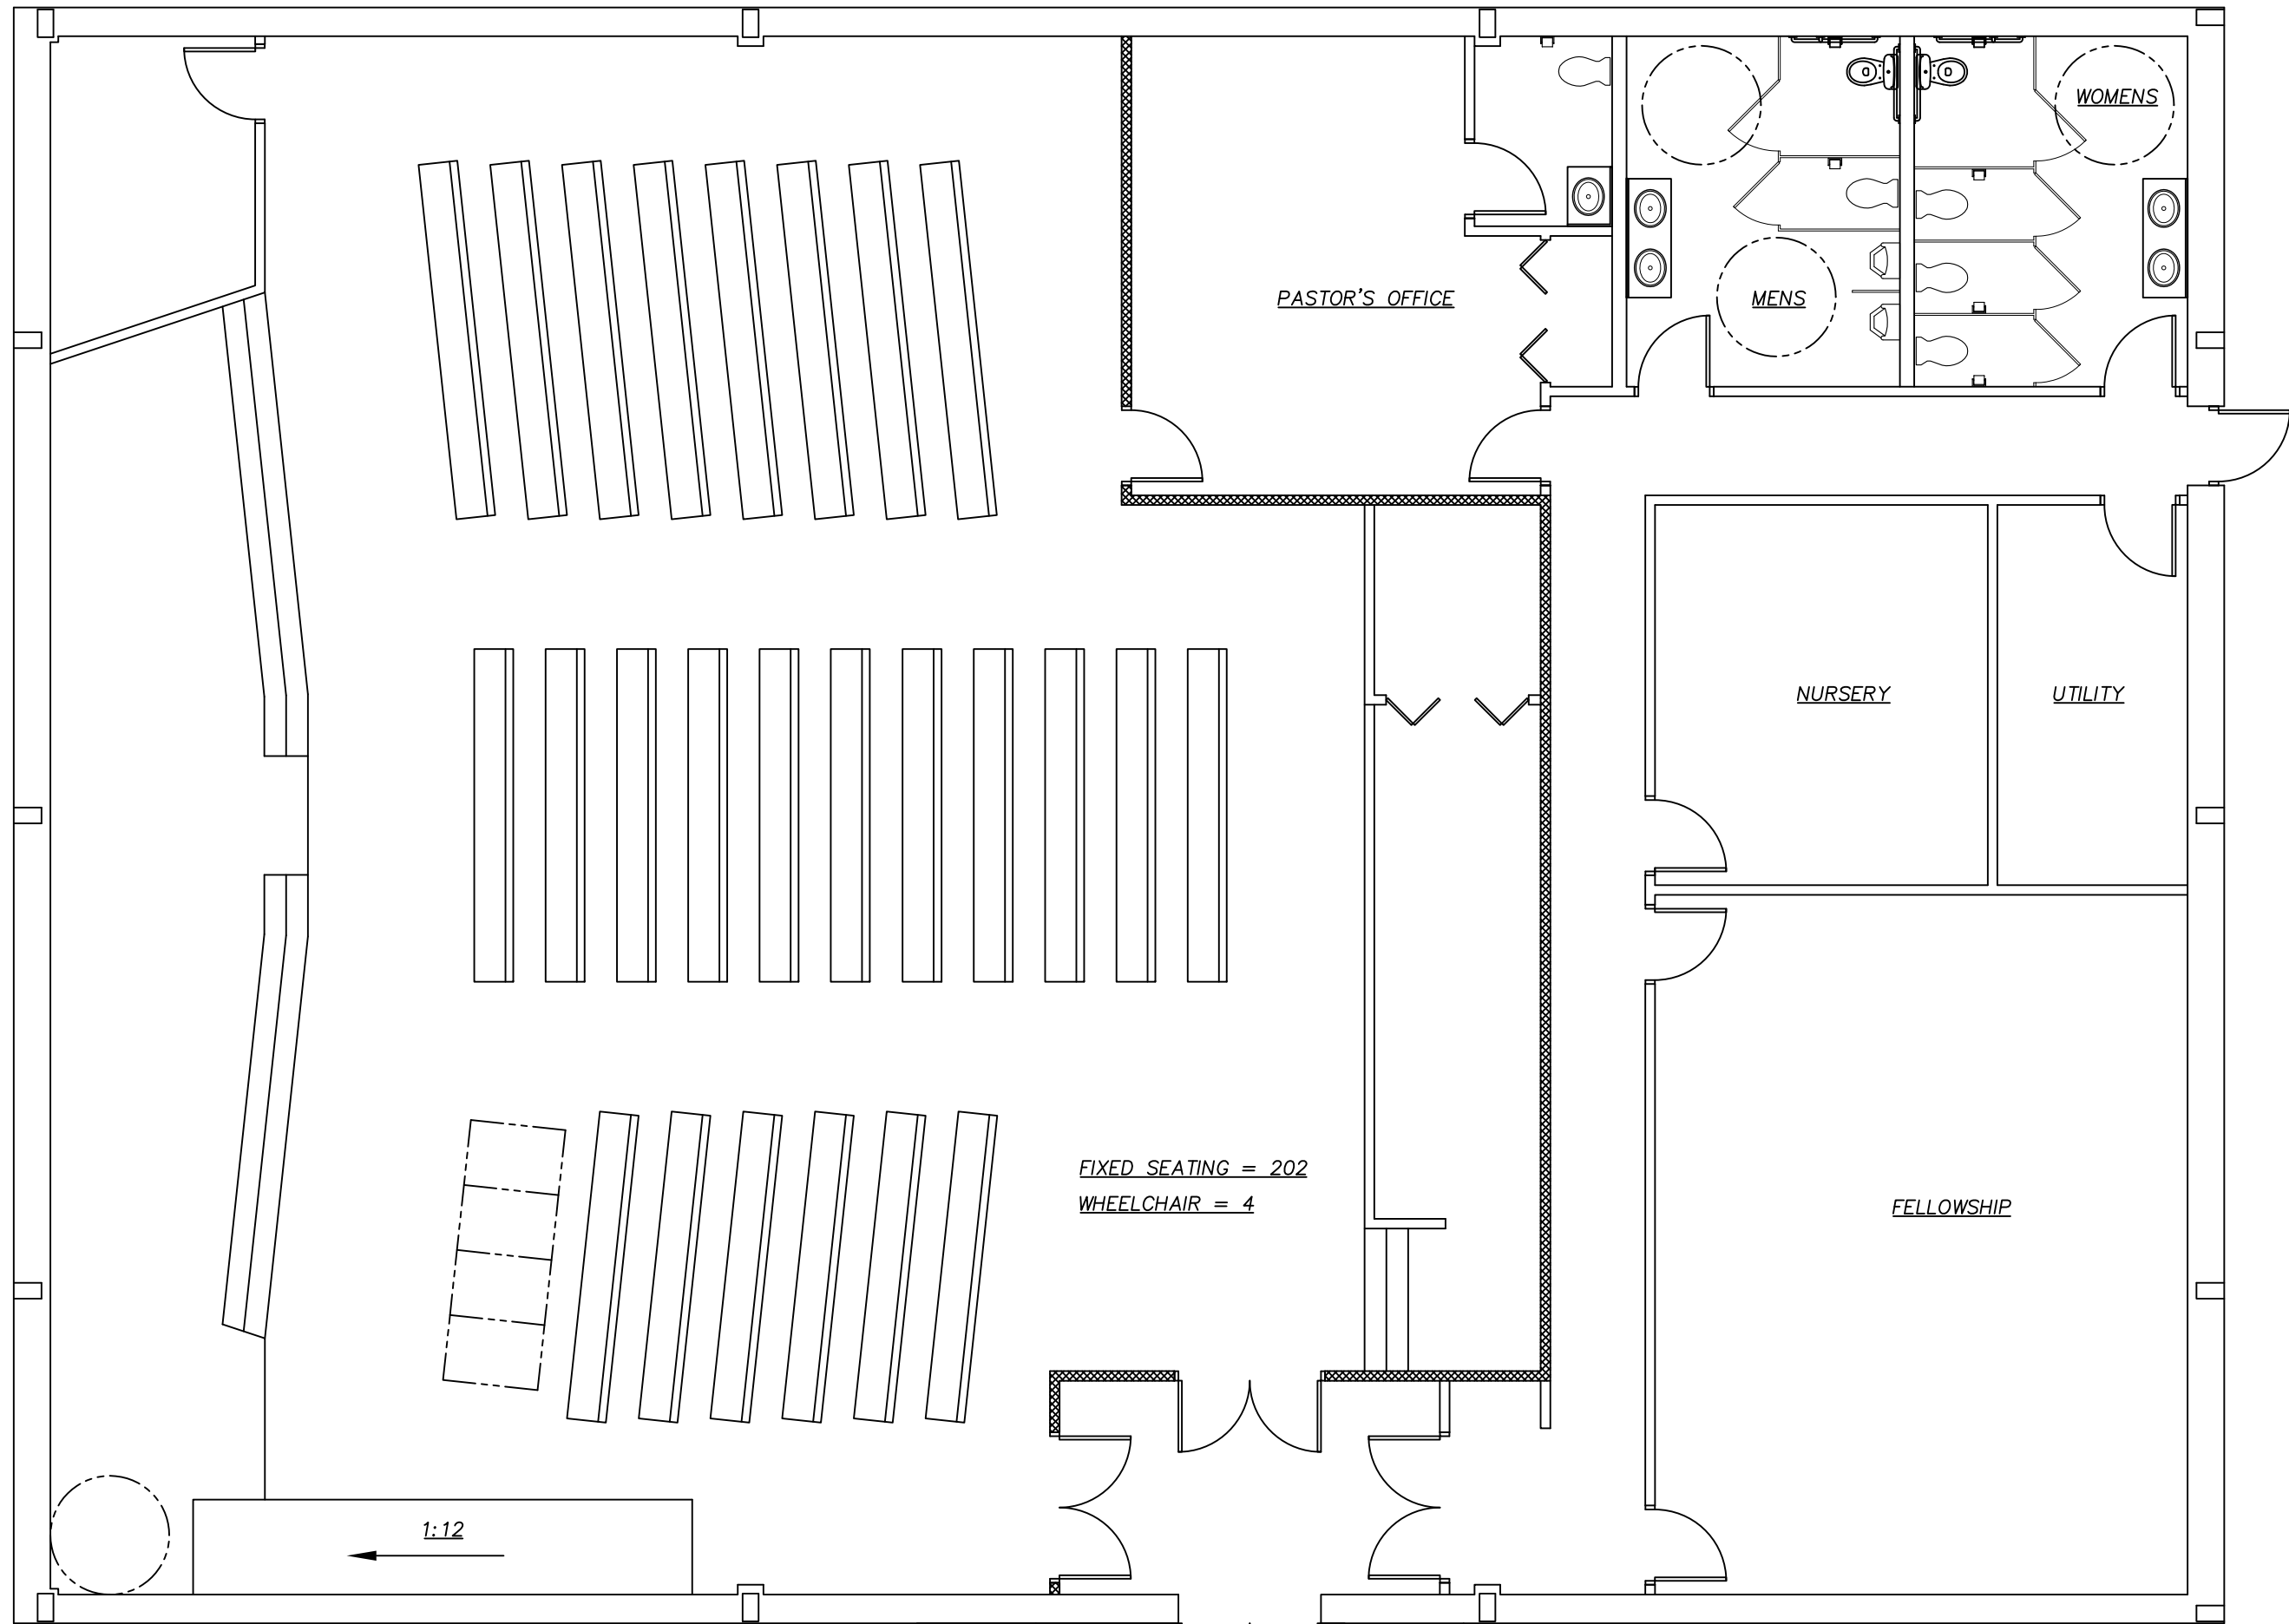 WOMENS
PASTOR'S OFFICE
MENS
NURSERY
UTILITY
FIXED SEATING = 202
WHEELCHAIR = 4
FELLOWSHIP
1:12